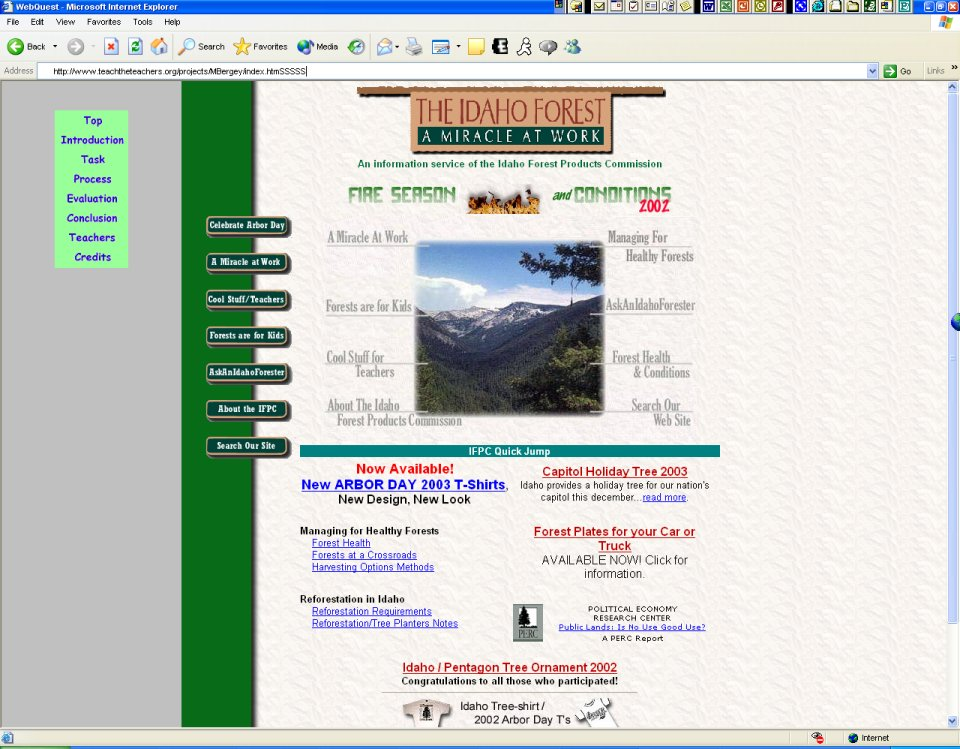 WebQuest - Microsoft Internet Explorer
File Edit View Favorites Tools Help
Back Search Favorites Media
Address http://www.teachtheteachers.org/projects/MBergey/index.htmSSSSS Go Links »
Top
Introduction
Task
Process
Evaluation
Conclusion
Teachers
Credits
THE IDAHO FOREST
A MIRACLE AT WORK
An information service of the Idaho Forest Products Commission
FIRE SEASON and CONDITIONS
2002
Celebrate Arbor Day
A Miracle at Work
Cool Stuff/Teachers
Forests are for Kids
AskAnIdahoForester
About the IFPC
Search Our Site
A Miracle At Work
Forests are for Kids
Cool Stuff for
Teachers
About The Idaho
Forest Products Commission
Managing For
Healthy Forests
AskAnIdahoForester
Forest Health
& Conditions
Search Our
Web Site
IFPC Quick Jump
Now Available!
New ARBOR DAY 2003 T-Shirts,
New Design, New Look
Capitol Holiday Tree 2003
Idaho provides a holiday tree for our nation's
capitol this december...read more.
Managing for Healthy Forests
Forest Health
Forests at a Crossroads
Harvesting Options Methods
Forest Plates for your Car or
Truck
AVAILABLE NOW! Click for
information.
Reforestation in Idaho
Reforestation Requirements
Reforestation/Tree Planters Notes
PERC
POLITICAL ECONOMY
RESEARCH CENTER
Public Lands: Is No Use Good Use?
A PERC Report
Idaho / Pentagon Tree Ornament 2002
Congratulations to all those who participated!
Idaho Tree-shirt /
2002 Arbor Day T's
Internet